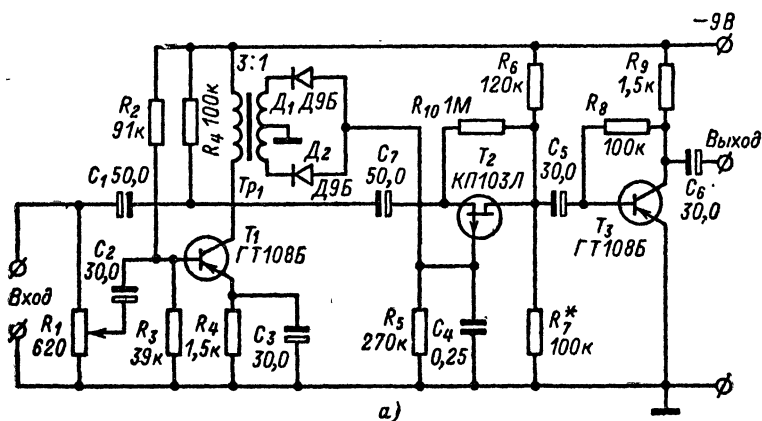 −9В
3:1
R2
91к
R4 100к
Д1 Д9Б
Д2
Д9Б
Тр1
R10 1М
R6
120к
R9
1,5к
R8
100к
Выход
C1 50,0
C7
50,0
T2
КП103Л
C5
30,0
C6
30,0
T1
ГТ108Б
T3
ГТ108Б
C2
30,0
Вход
R1
620
R3
39к
R4
1,5к
C3
30,0
R5
270к
C4
0,25
R7*
100к
а)